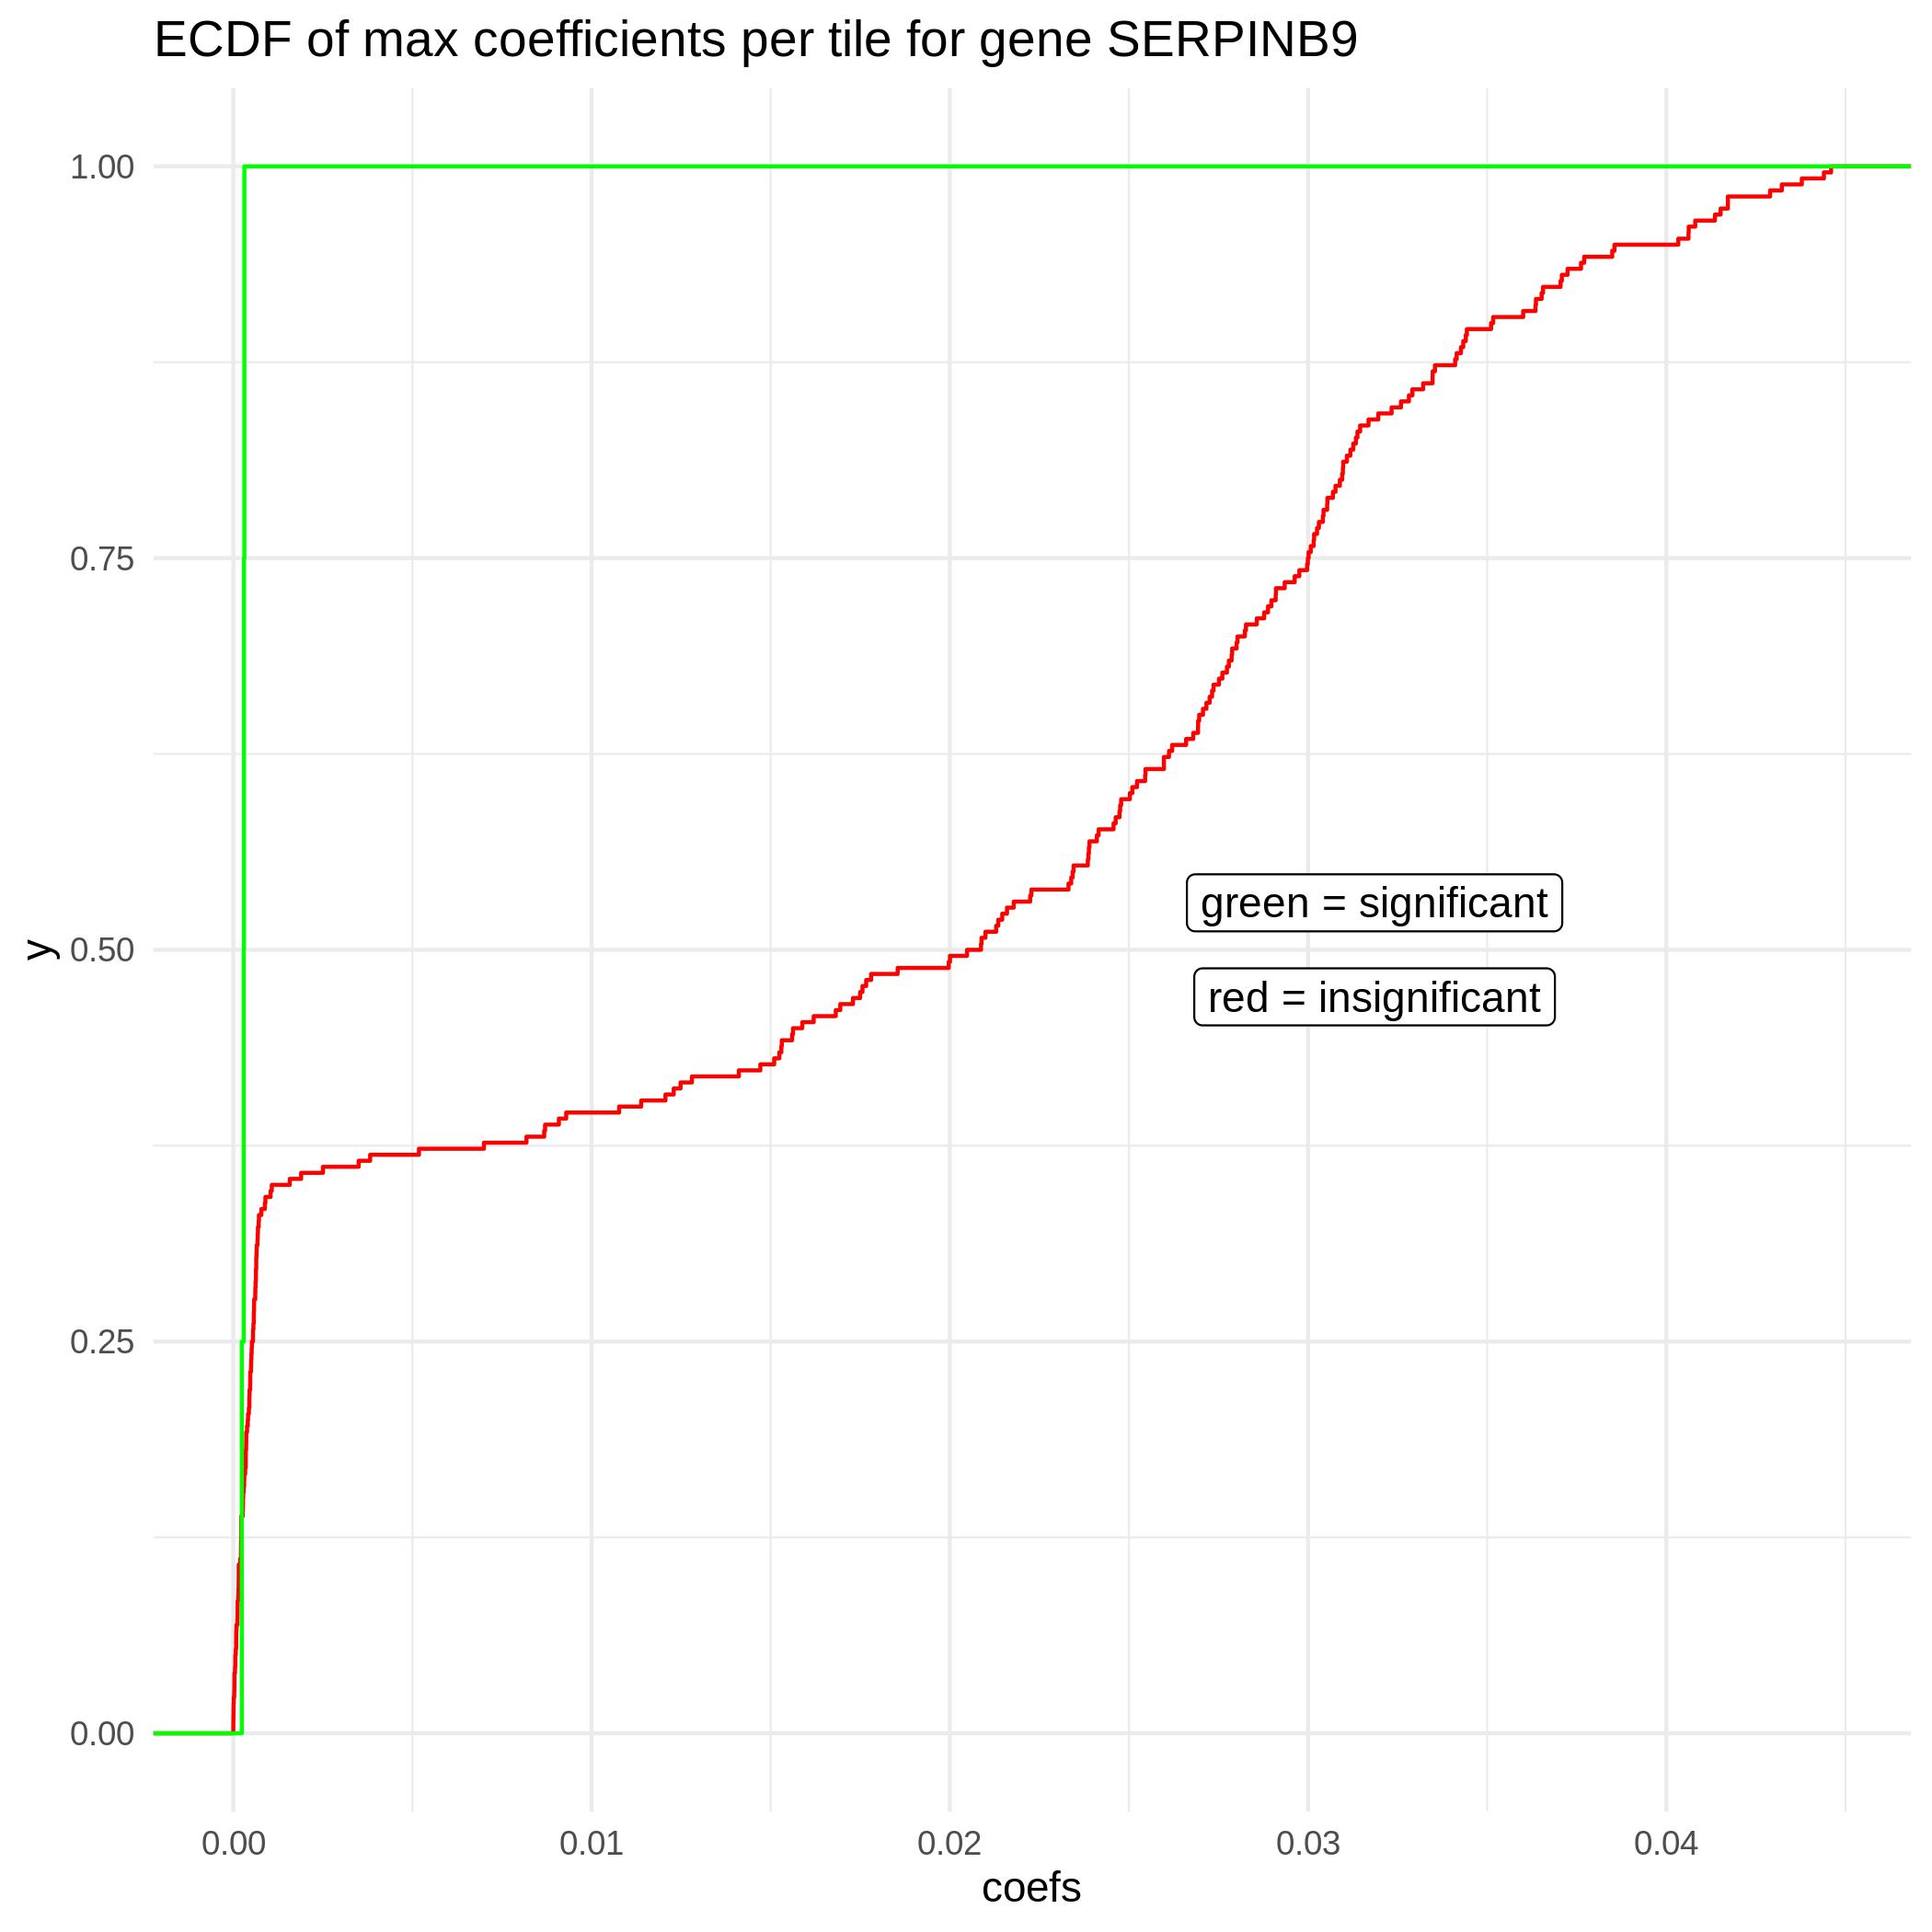 ECDF of max coefficients per tile for gene SERPINB9
1.00
0.75
0.50
0.25
0.00
y
green = significant
red = insignificant
0.00 0.01 0.02 0.03 0.04
coefs